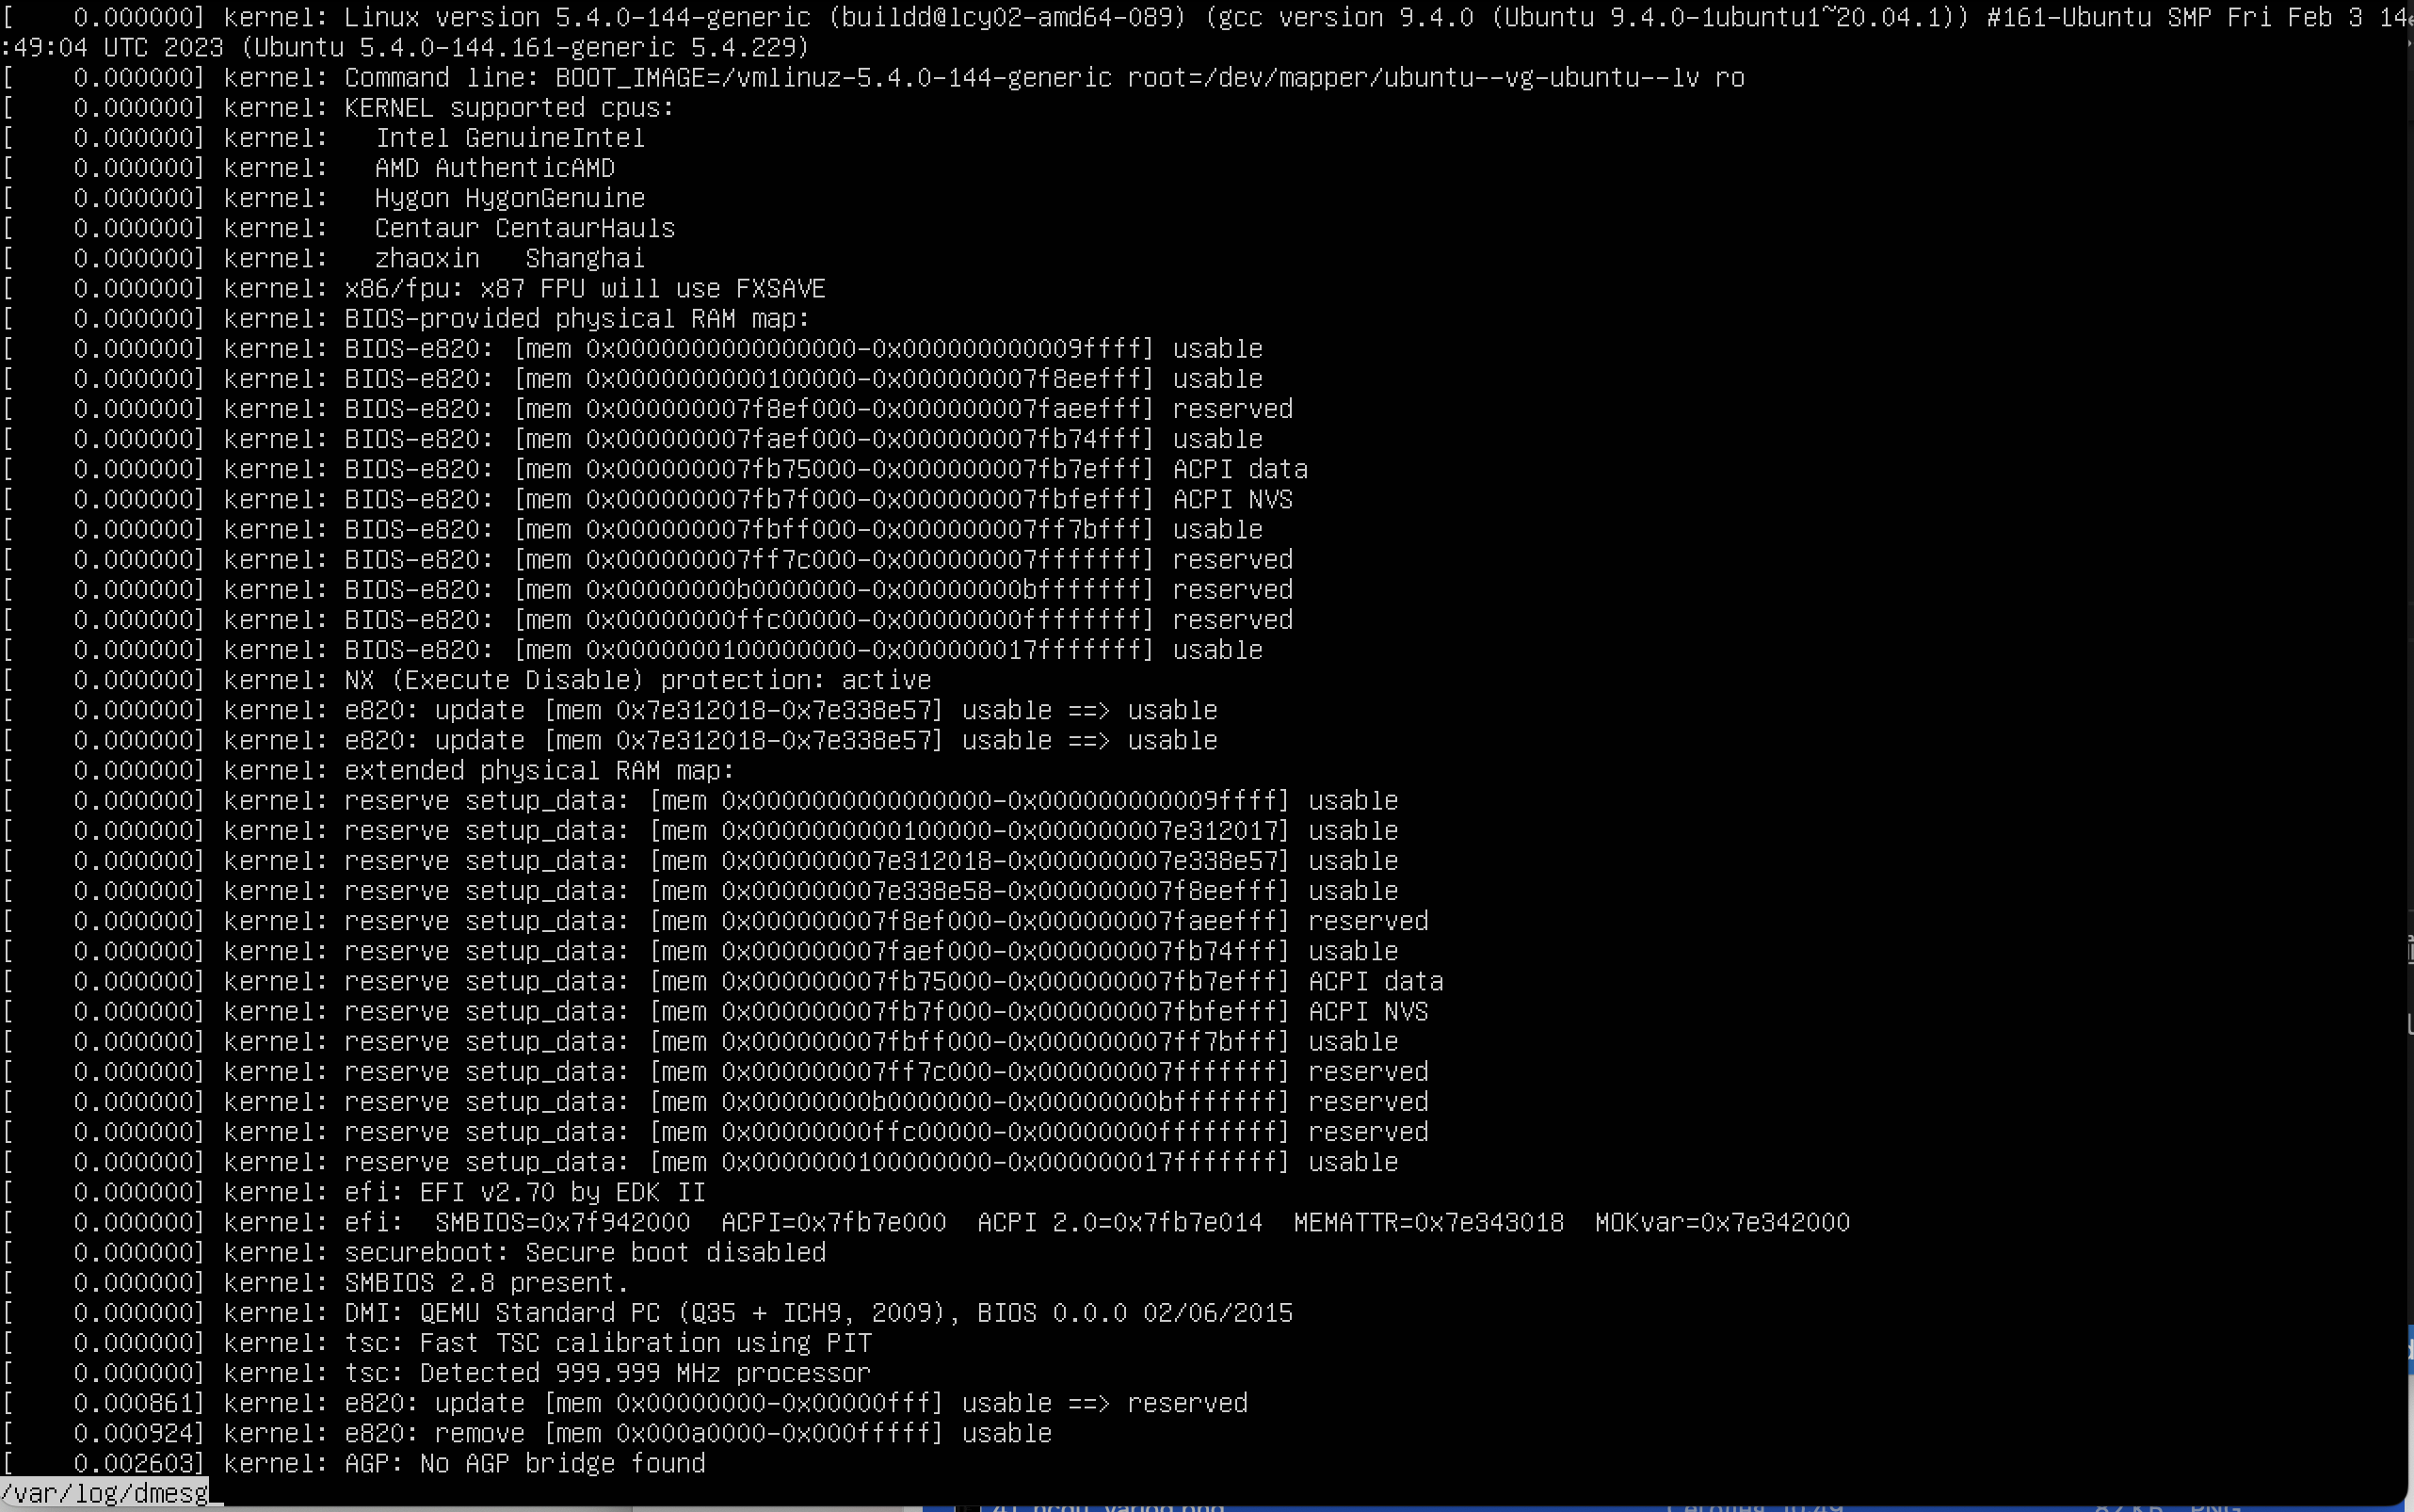 [    0.000000] kernel: Linux version 5.4.0-144-generic (buildd@lcy02-amd64-089) (gcc version 9.4.0 (Ubuntu 9.4.0-1ubuntu1~20.04.1)) #161-Ubuntu SMP Fri Feb 3 14
:49:04 UTC 2023 (Ubuntu 5.4.0-144.161-generic 5.4.229)
[    0.000000] kernel: Command line: BOOT_IMAGE=/vmlinuz-5.4.0-144-generic root=/dev/mapper/ubuntu--vg-ubuntu--lv ro
[    0.000000] kernel: KERNEL supported cpus:
[    0.000000] kernel:   Intel GenuineIntel
[    0.000000] kernel:   AMD AuthenticAMD
[    0.000000] kernel:   Hygon HygonGenuine
[    0.000000] kernel:   Centaur CentaurHauls
[    0.000000] kernel:   zhaoxin   Shanghai
[    0.000000] kernel: x86/fpu: x87 FPU will use FXSAVE
[    0.000000] kernel: BIOS-provided physical RAM map:
[    0.000000] kernel: BIOS-e820: [mem 0x0000000000000000-0x000000000009ffff] usable
[    0.000000] kernel: BIOS-e820: [mem 0x0000000000100000-0x000000007f8eefff] usable
[    0.000000] kernel: BIOS-e820: [mem 0x000000007f8ef000-0x000000007faeefff] reserved
[    0.000000] kernel: BIOS-e820: [mem 0x000000007faef000-0x000000007fb74fff] usable
[    0.000000] kernel: BIOS-e820: [mem 0x000000007fb75000-0x000000007fb7efff] ACPI data
[    0.000000] kernel: BIOS-e820: [mem 0x000000007fb7f000-0x000000007fbfefff] ACPI NVS
[    0.000000] kernel: BIOS-e820: [mem 0x000000007fbff000-0x000000007ff7bfff] usable
[    0.000000] kernel: BIOS-e820: [mem 0x000000007ff7c000-0x000000007fffffff] reserved
[    0.000000] kernel: BIOS-e820: [mem 0x00000000b0000000-0x00000000bfffffff] reserved
[    0.000000] kernel: BIOS-e820: [mem 0x00000000ffc00000-0x00000000ffffffff] reserved
[    0.000000] kernel: BIOS-e820: [mem 0x0000000100000000-0x000000017fffffff] usable
[    0.000000] kernel: NX (Execute Disable) protection: active
[    0.000000] kernel: e820: update [mem 0x7e312018-0x7e338e57] usable ==> usable
[    0.000000] kernel: e820: update [mem 0x7e312018-0x7e338e57] usable ==> usable
[    0.000000] kernel: extended physical RAM map:
[    0.000000] kernel: reserve setup_data: [mem 0x0000000000000000-0x000000000009ffff] usable
[    0.000000] kernel: reserve setup_data: [mem 0x0000000000100000-0x000000007e312017] usable
[    0.000000] kernel: reserve setup_data: [mem 0x000000007e312018-0x000000007e338e57] usable
[    0.000000] kernel: reserve setup_data: [mem 0x000000007e338e58-0x000000007f8eefff] usable
[    0.000000] kernel: reserve setup_data: [mem 0x000000007f8ef000-0x000000007faeefff] reserved
[    0.000000] kernel: reserve setup_data: [mem 0x000000007faef000-0x000000007fb74fff] usable
[    0.000000] kernel: reserve setup_data: [mem 0x000000007fb75000-0x000000007fb7efff] ACPI data
[    0.000000] kernel: reserve setup_data: [mem 0x000000007fb7f000-0x000000007fbfefff] ACPI NVS
[    0.000000] kernel: reserve setup_data: [mem 0x000000007fbff000-0x000000007ff7bfff] usable
[    0.000000] kernel: reserve setup_data: [mem 0x000000007ff7c000-0x000000007fffffff] reserved
[    0.000000] kernel: reserve setup_data: [mem 0x00000000b0000000-0x00000000bfffffff] reserved
[    0.000000] kernel: reserve setup_data: [mem 0x00000000ffc00000-0x00000000ffffffff] reserved
[    0.000000] kernel: reserve setup_data: [mem 0x0000000100000000-0x000000017fffffff] usable
[    0.000000] kernel: efi: EFI v2.70 by EDK II
[    0.000000] kernel: efi:  SMBIOS=0x7f942000  ACPI=0x7fb7e000  ACPI 2.0=0x7fb7e014  MEMATTR=0x7e343018  MOKvar=0x7e342000
[    0.000000] kernel: secureboot: Secure boot disabled
[    0.000000] kernel: SMBIOS 2.8 present.
[    0.000000] kernel: DMI: QEMU Standard PC (Q35 + ICH9, 2009), BIOS 0.0.0 02/06/2015
[    0.000000] kernel: tsc: Fast TSC calibration using PIT
[    0.000000] kernel: tsc: Detected 999.999 MHz processor
[    0.000861] kernel: e820: update [mem 0x00000000-0x00000fff] usable ==> reserved
[    0.000924] kernel: e820: remove [mem 0x000a0000-0x000fffff] usable
[    0.002603] kernel: AGP: No AGP bridge found
/var/log/dmesg